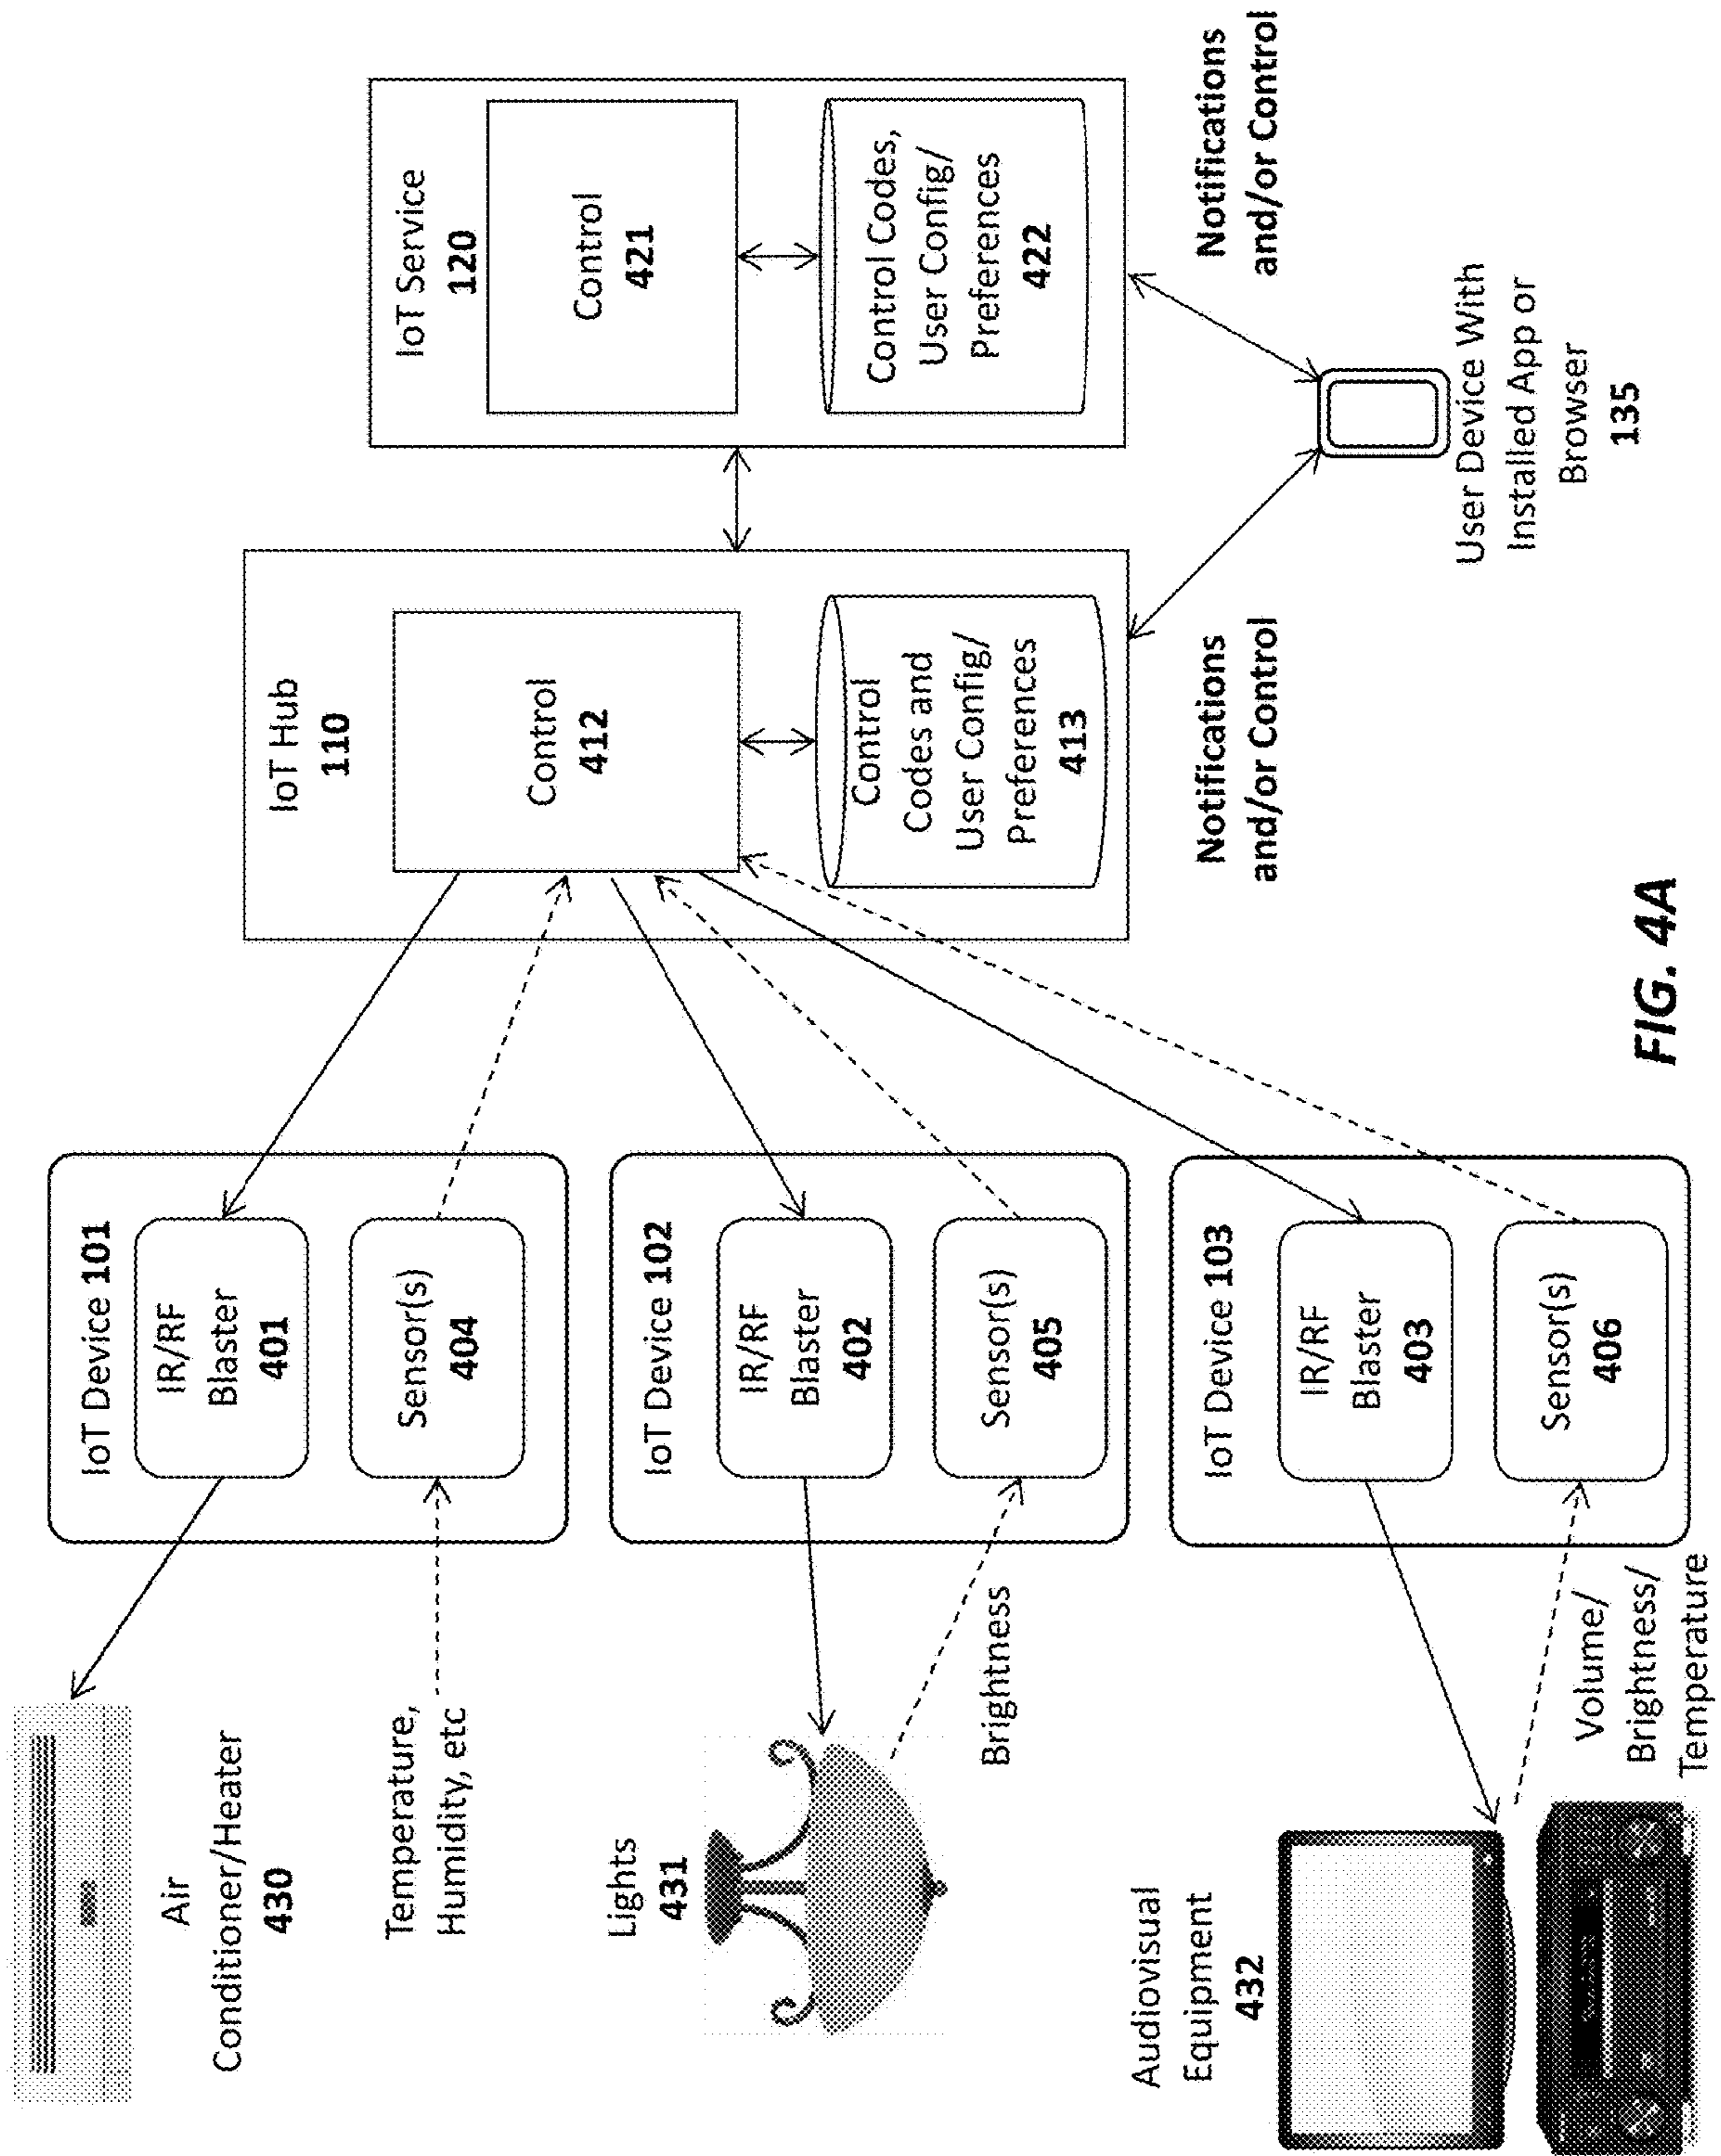 Air
Conditioner/Heater
430
Temperature,
Humidity, etc
Lights
431
Brightness
Audiovisual
Equipment
432
Volume/
Brightness/
Temperature
IoT Device 101
IR/RF
Blaster
401
Sensor(s)
404
IoT Device 102
IR/RF
Blaster
402
Sensor(s)
405
IoT Device 103
IR/RF
Blaster
403
Sensor(s)
406
IoT Hub
110
Control
412
Control
Codes and
User Config/
Preferences
413
Notifications
and/or Control
IoT Service
120
Control
421
Control Codes,
User Config/
Preferences
422
Notifications
and/or Control
User Device With
Installed App or
Browser
135
FIG. 4A